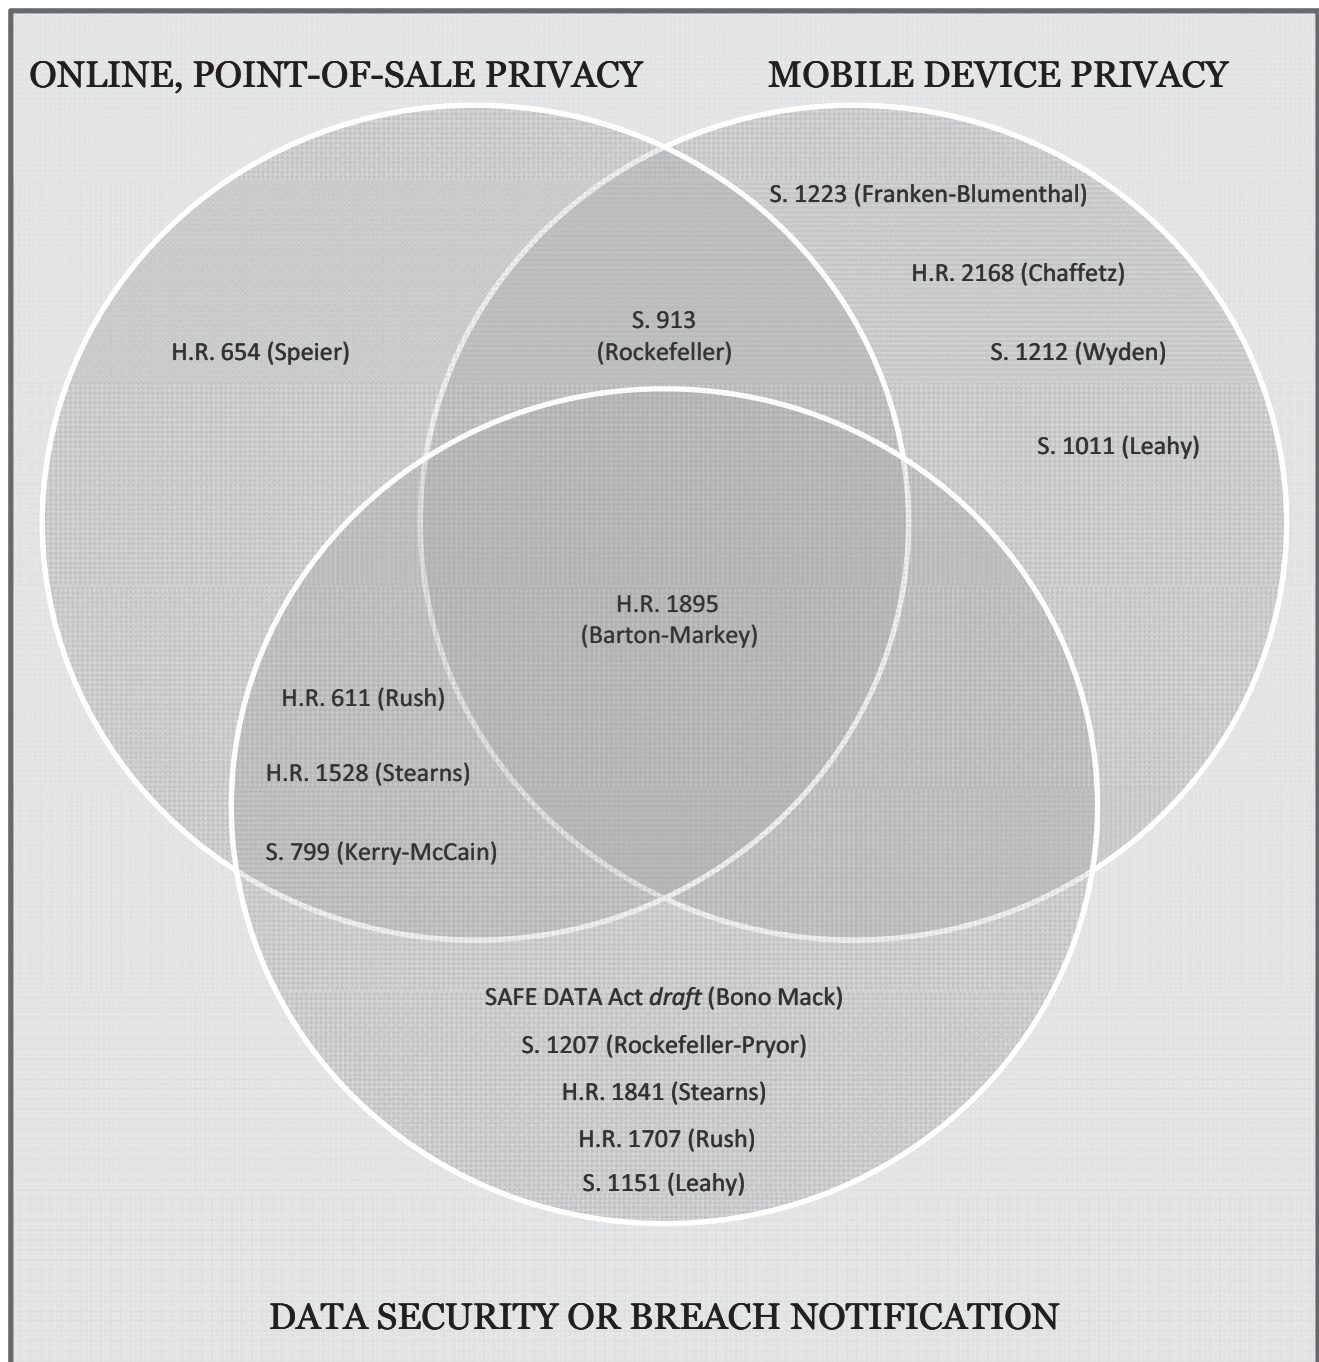 ONLINE, POINT-OF-SALE PRIVACY
MOBILE DEVICE PRIVACY
S. 1223 (Franken-Blumenthal)
H.R. 2168 (Chaffetz)
S. 913
(Rockefeller)
H.R. 654 (Speier)
S. 1212 (Wyden)
S. 1011 (Leahy)
H.R. 1895
(Barton-Markey)
H.R. 611 (Rush)
H.R. 1528 (Stearns)
S. 799 (Kerry-McCain)
SAFE DATA Act draft (Bono Mack)
S. 1207 (Rockefeller-Pryor)
H.R. 1841 (Stearns)
H.R. 1707 (Rush)
S. 1151 (Leahy)
DATA SECURITY OR BREACH NOTIFICATION